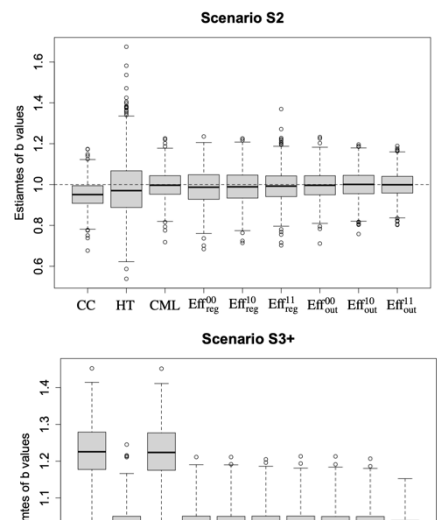 Scenario S2
Estiamtes of b values
1.6
1.4
1.2
1.0
0.8
0.6
CC HT CML Eff^00_reg Eff^10_reg Eff^11_reg Eff^00_out Eff^10_out Eff^11_out
Scenario S3+
mtes of b values
1.4
1.3
1.2
1.1